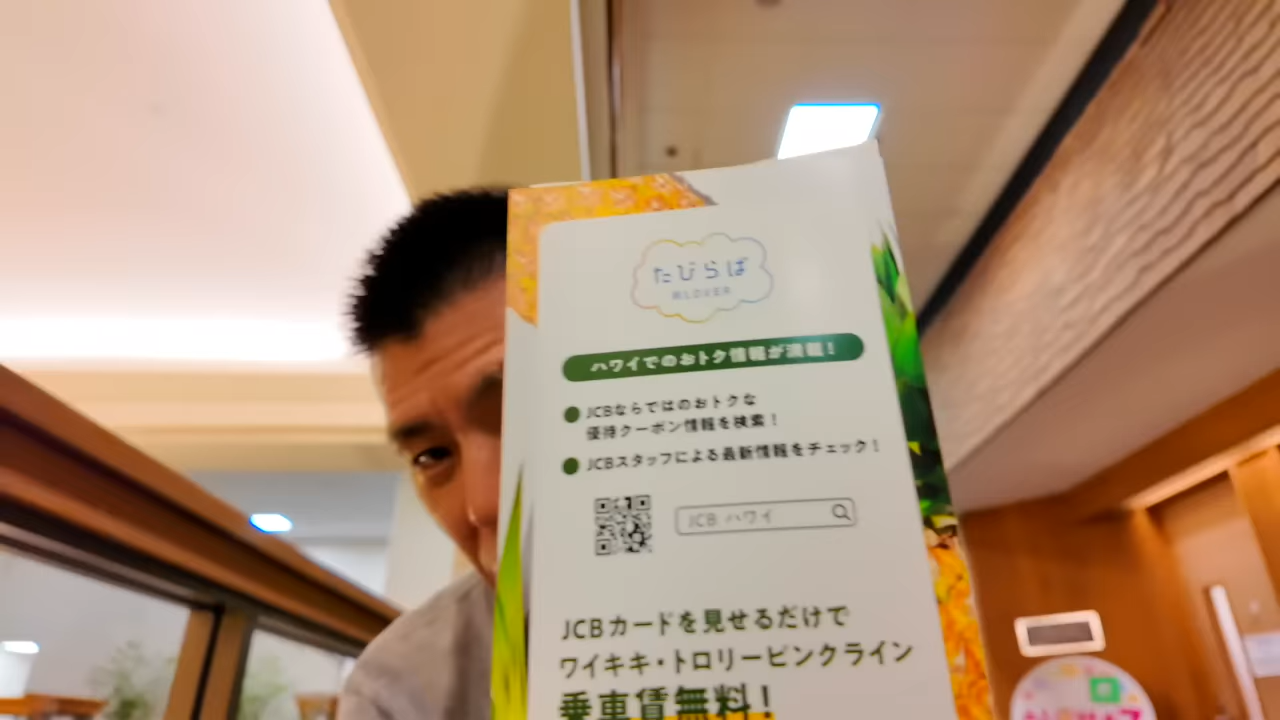 たびらば
ハワイでのおトク情報が満載！
JCBならではのおトクな
優待クーポン情報を検索！
JCBスタッフによる最新情報をチェック！
JCB ハワイ
JCBカードを見せるだけで
ワイキキ・トロリーピンクライン
乗車賃無料！